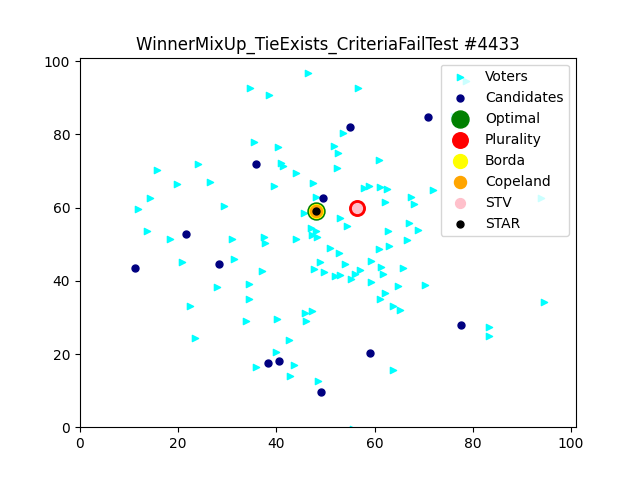 WinnerMixUp_TieExists_CriteriaFailTest #4433
100
80
60
40
20
0
0 20 40 60 80 100
Voters
Candidates
Optimal
Plurality
Borda
Copeland
STV
STAR